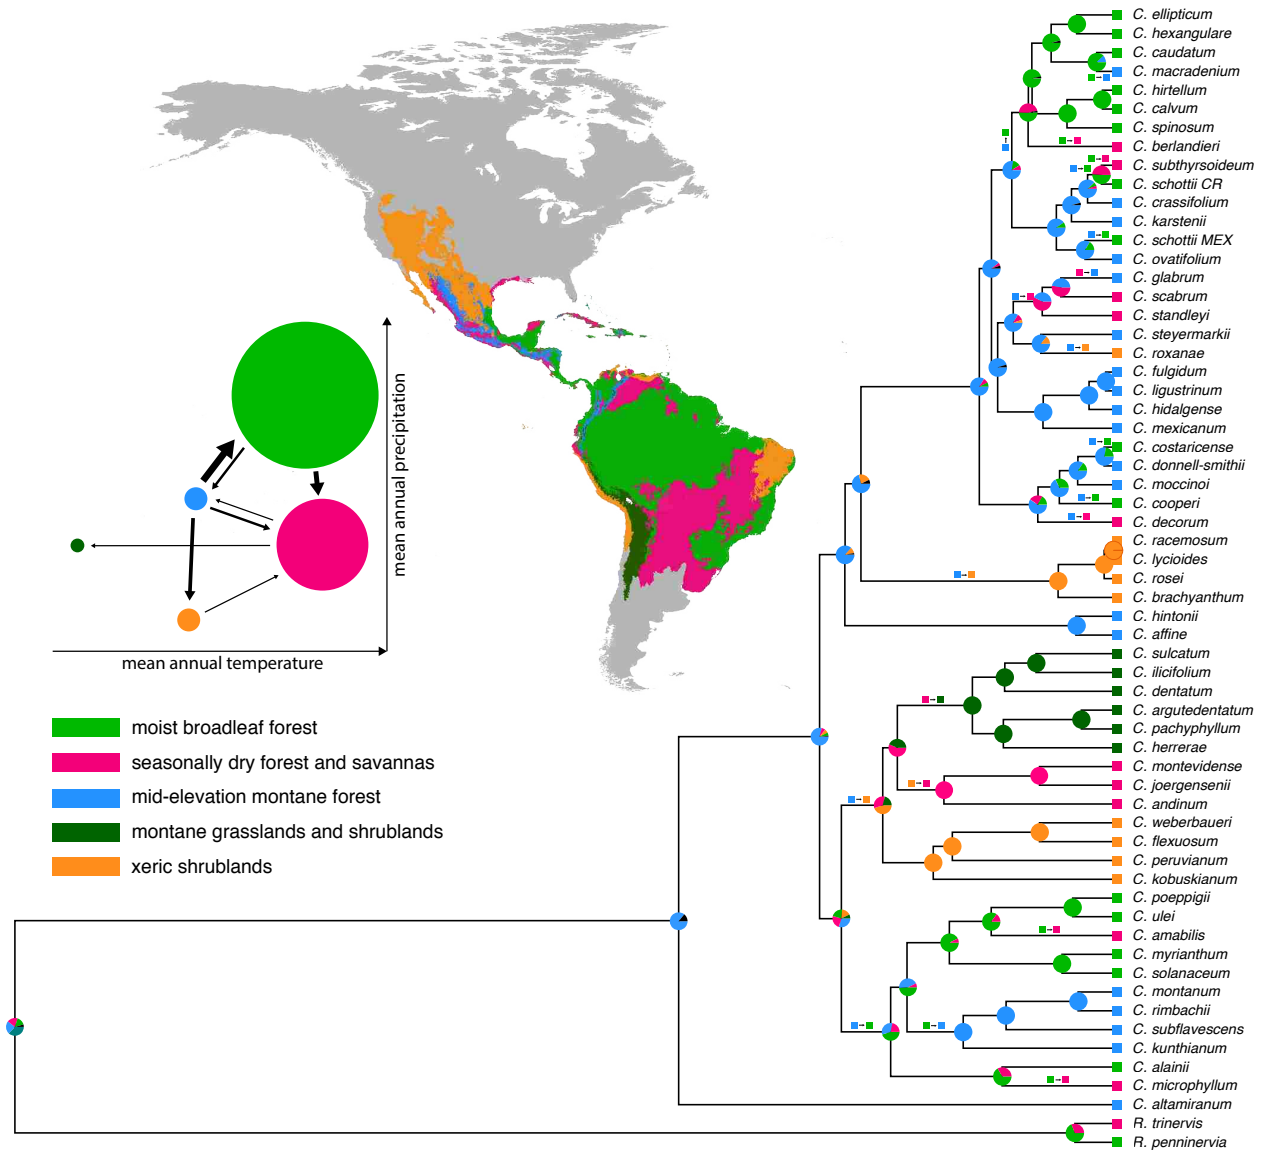 mean annual precipitation
mean annual temperature
moist broadleaf forest
seasonally dry forest and savannas
mid-elevation montane forest
montane grasslands and shrublands
xeric shrublands
C. ellipticum
C. hexangulare
C. caudatum
C. macradenium
C. hirtellum
C. calvum
C. spinosum
C. berlandieri
C. subthyrsoideum
C. schottii CR
C. crassifolium
C. karstenii
C. schottii MEX
C. ovatifolium
C. glabrum
C. scabrum
C. standleyi
C. steyermarkii
C. roxanae
C. fulgidum
C. ligustrinum
C. hidalgense
C. mexicanum
C. costaricense
C. donnell-smithii
C. moccinoi
C. cooperi
C. decorum
C. racemosum
C. lycioides
C. rosei
C. brachyanthum
C. hintonii
C. affine
C. sulcatum
C. ilicifolium
C. dentatum
C. argutedentatum
C. pachyphyllum
C. herrerae
C. montevidense
C. joergensenii
C. andinum
C. weberbaueri
C. flexuosum
C. peruvianum
C. kobuskianum
C. poeppigii
C. ulei
C. amabilis
C. myrianthum
C. solanaceum
C. montanum
C. rimbachii
C. subflavescens
C. kunthianum
C. alainii
C. microphyllum
C. altamiranum
R. trinervis
R. penninervia